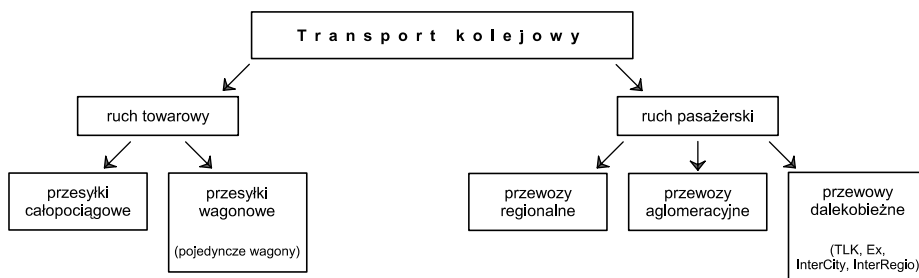 Transport kolejowy
ruch towarowy
ruch pasażerski
przesyłki
całopociągowe
przesyłki
wagonowe
(pojedyncze wagony)
przewozy
regionalne
przewozy
aglomeracyjne
przewowy
dalekobieżne
(TLK, Ex,
InterCity, InterRegio)